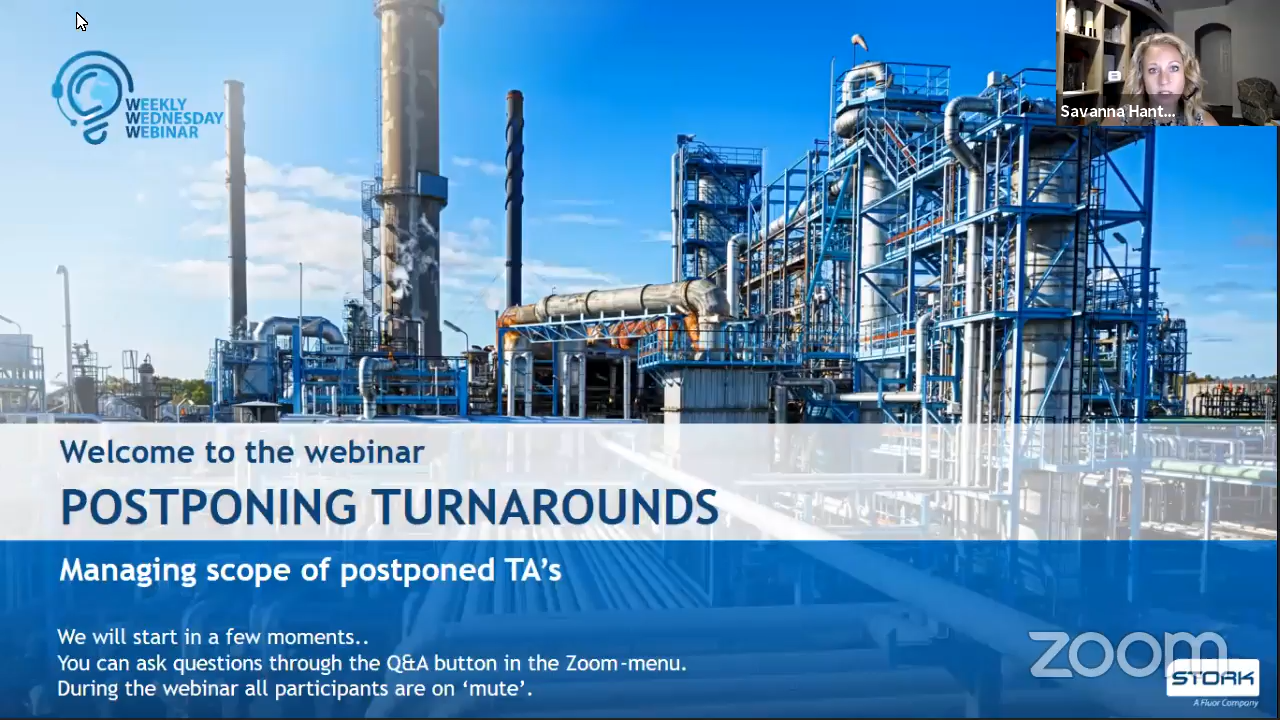 WEEKLY
WEDNESDAY
WEBINAR
Savanna Hant...
Welcome to the webinar
POSTPONING TURNAROUNDS
Managing scope of postponed TA's
We will start in a few moments..
You can ask questions through the Q&A button in the Zoom-menu.
During the webinar all participants are on ‘mute’.
zoom
STORK
A Fluor Company